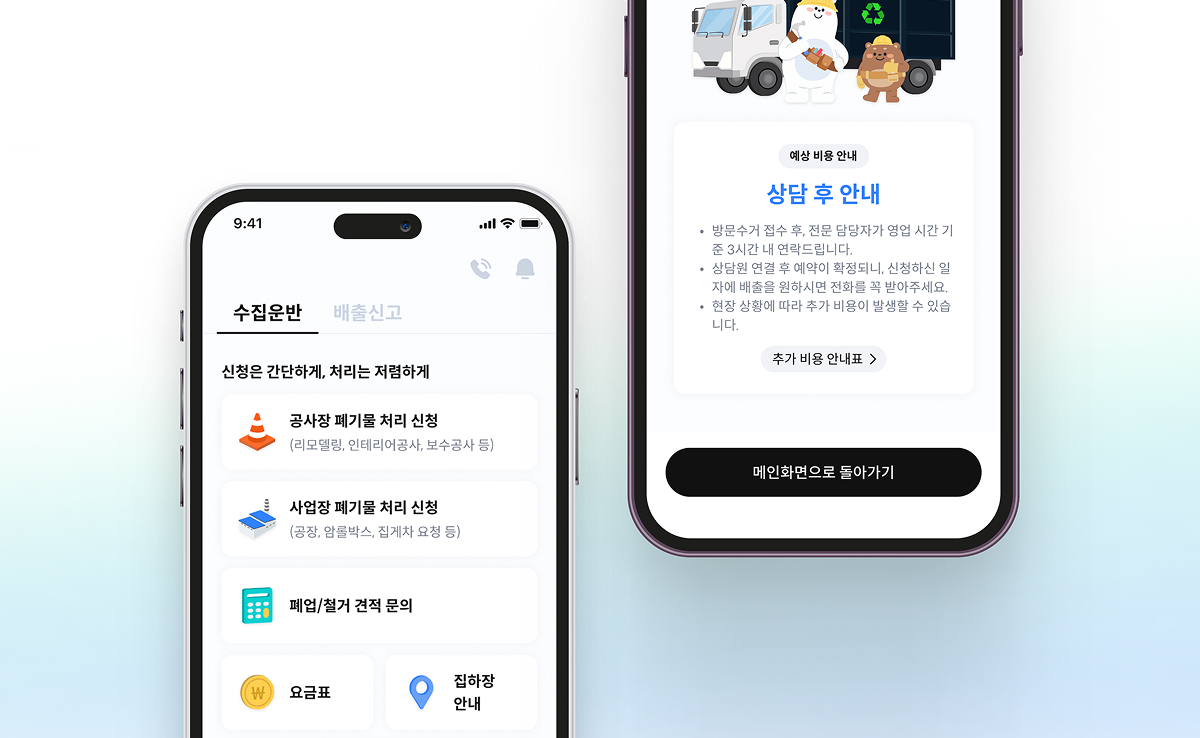 9:41
수집운반 배출신고
신청은 간단하게, 처리는 저렴하게
공사장 폐기물 처리 신청
(리모델링, 인테리어공사, 보수공사 등)
사업장 폐기물 처리 신청
(공장, 암롤박스, 집게차 요청 등)
폐업/철거 견적 문의
₩ 요금표
집하장
안내
예상 비용 안내
상담 후 안내
• 방문수거 접수 후, 전문 담당자가 영업 시간 기
준 3시간 내 연락드립니다.
• 상담원 연결 후 예약이 확정되니, 신청하신 일
자에 배출을 원하시면 전화를 꼭 받아주세요.
• 현장 상황에 따라 추가 비용이 발생할 수 있습
니다.
추가 비용 안내표 >
메인화면으로 돌아가기